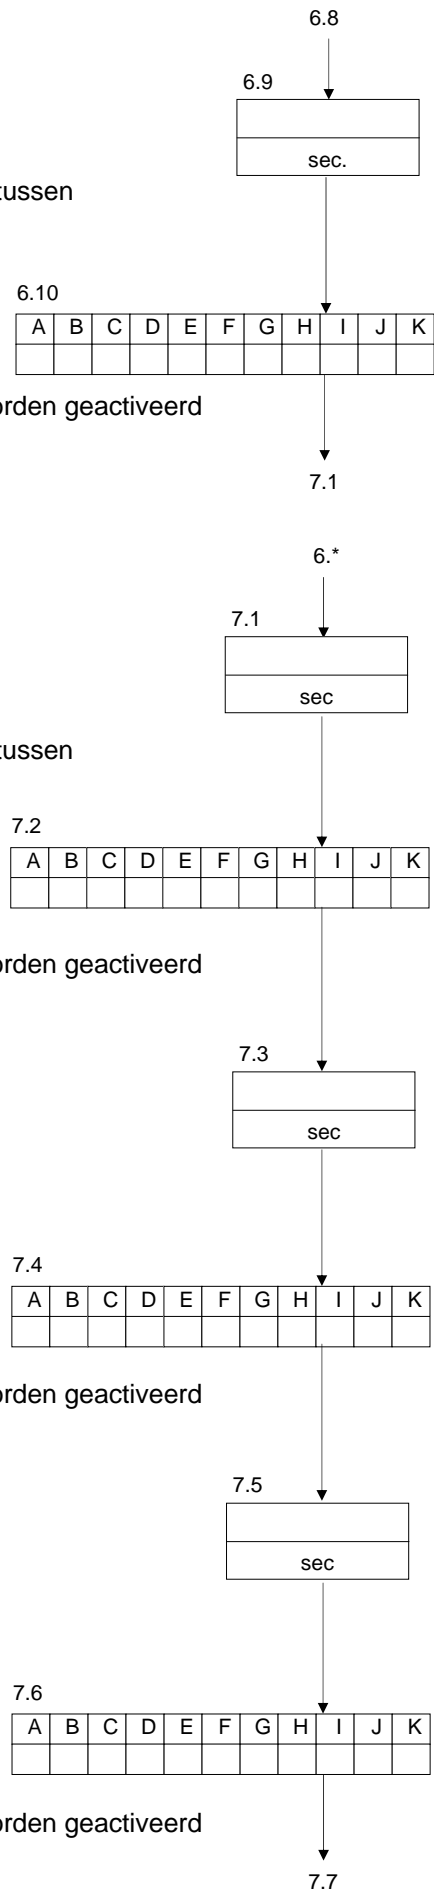 6.8
6.9
sec.
tussen
6.10
A B C D E F G H I J K
orden geactiveerd
7.1
6.*
7.1
sec
tussen
7.2
A B C D E F G H I J K
orden geactiveerd
7.3
sec
7.4
A B C D E F G H I J K
orden geactiveerd
7.5
sec
7.6
A B C D E F G H I J K
orden geactiveerd
7.7